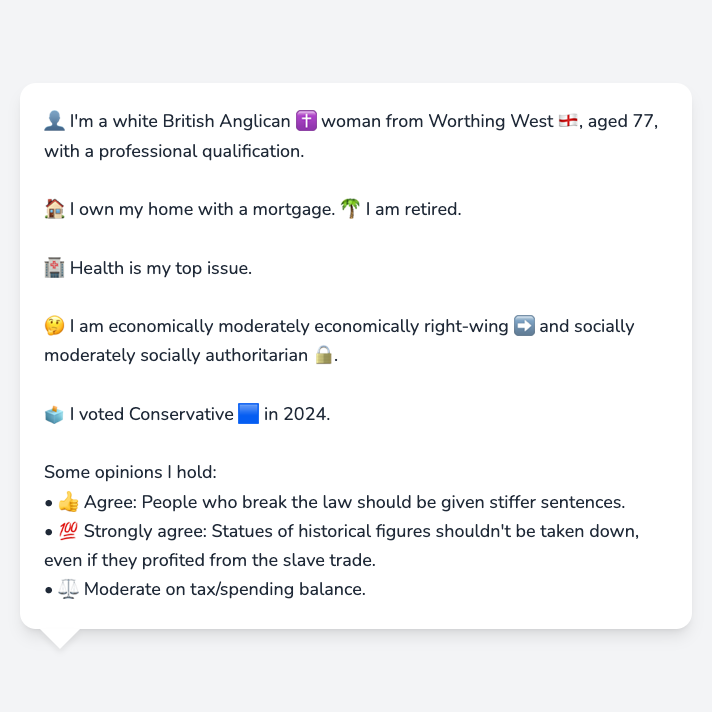 👤 I'm a white British Anglican ✝️ woman from Worthing West 🏴󠁧󠁢󠁥󠁮󠁧󠁿, aged 77,
with a professional qualification.
🏠 I own my home with a mortgage. 🌴 I am retired.
🏥 Health is my top issue.
🤔 I am economically moderately economically right-wing ➡️ and socially
moderately socially authoritarian 🔒.
🗳️ I voted Conservative 🟦 in 2024.
Some opinions I hold:
• 👍 Agree: People who break the law should be given stiffer sentences.
• 💯 Strongly agree: Statues of historical figures shouldn't be taken down,
even if they profited from the slave trade.
• ⚖️ Moderate on tax/spending balance.